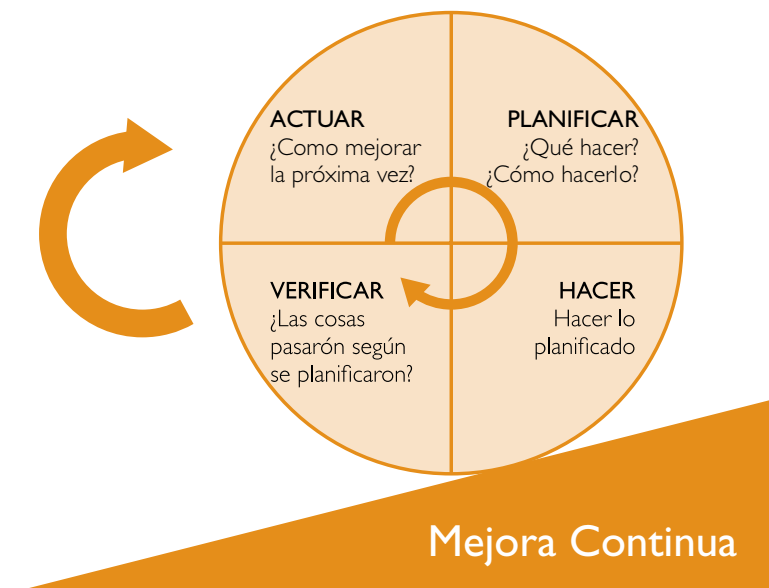 ACTUAR
¿Como mejorar
la próxima vez?
PLANIFICAR
¿Qué hacer?
¿Cómo hacerlo?
VERIFICAR
¿Las cosas
pasarón según
se planificaron?
HACER
Hacer lo
planificado
Mejora Continua